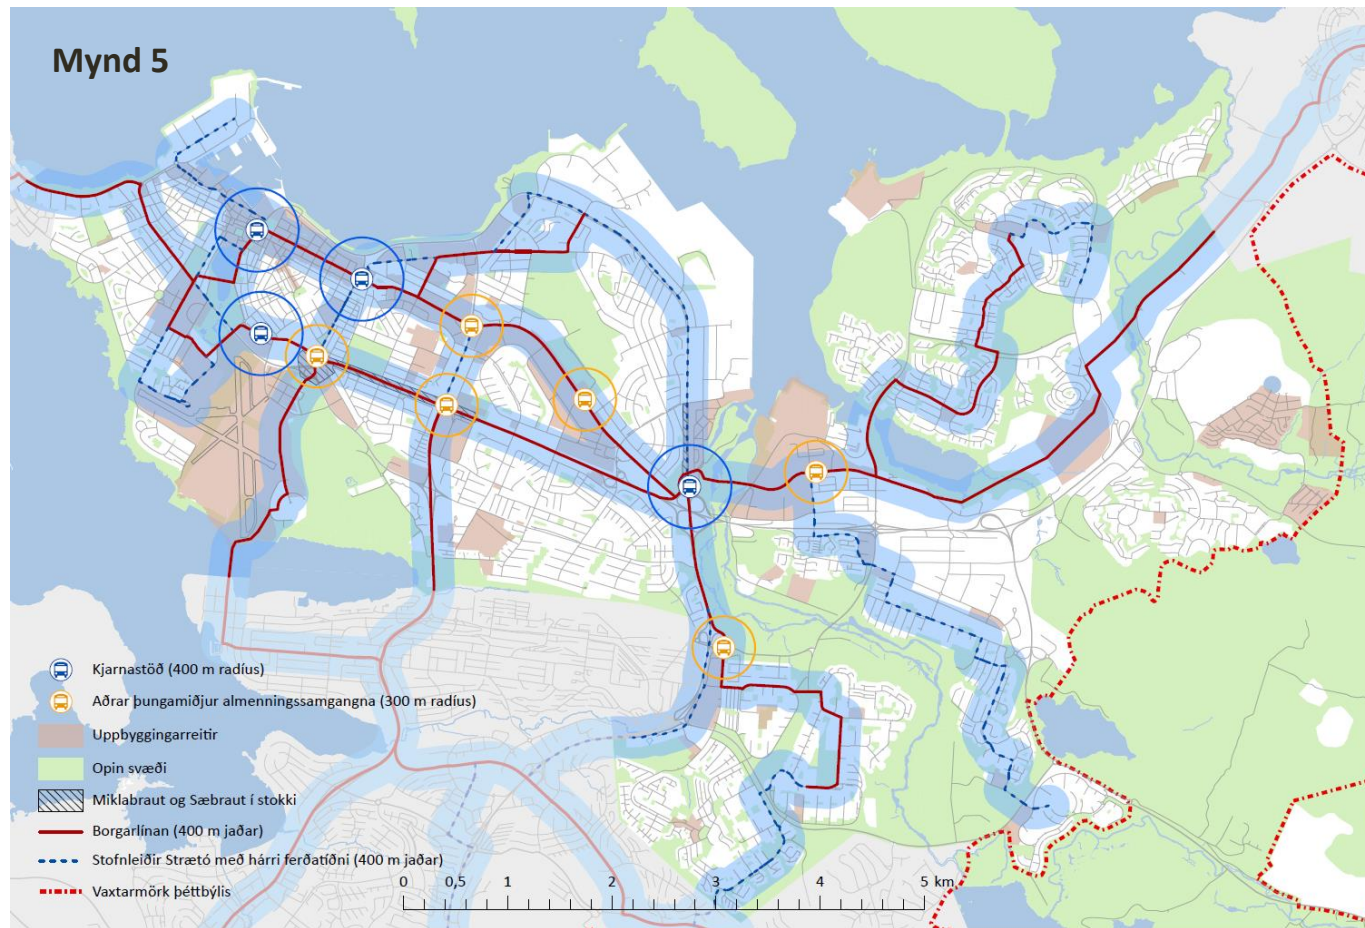 Mynd 5
Kjarnastöð (400 m radíus)
Aðrar þungamiðjur almenningssamgangna (300 m radíus)
Uppbyggingarreitir
Opin svæði
Miklabraut og Sæbraut í stokki
Borgarlínan (400 m jaðar)
Stofnleiðir Strætó með hárri ferðatíðni (400 m jaðar)
Vaxtarmörk þéttbýlis
0 0,5 1 2 3 4 5 km